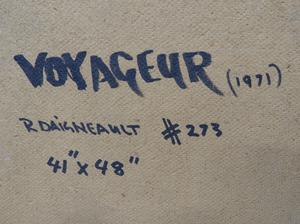 VOYAGEUR (1971)
R DAIGNEAULT #273
41" x 48"